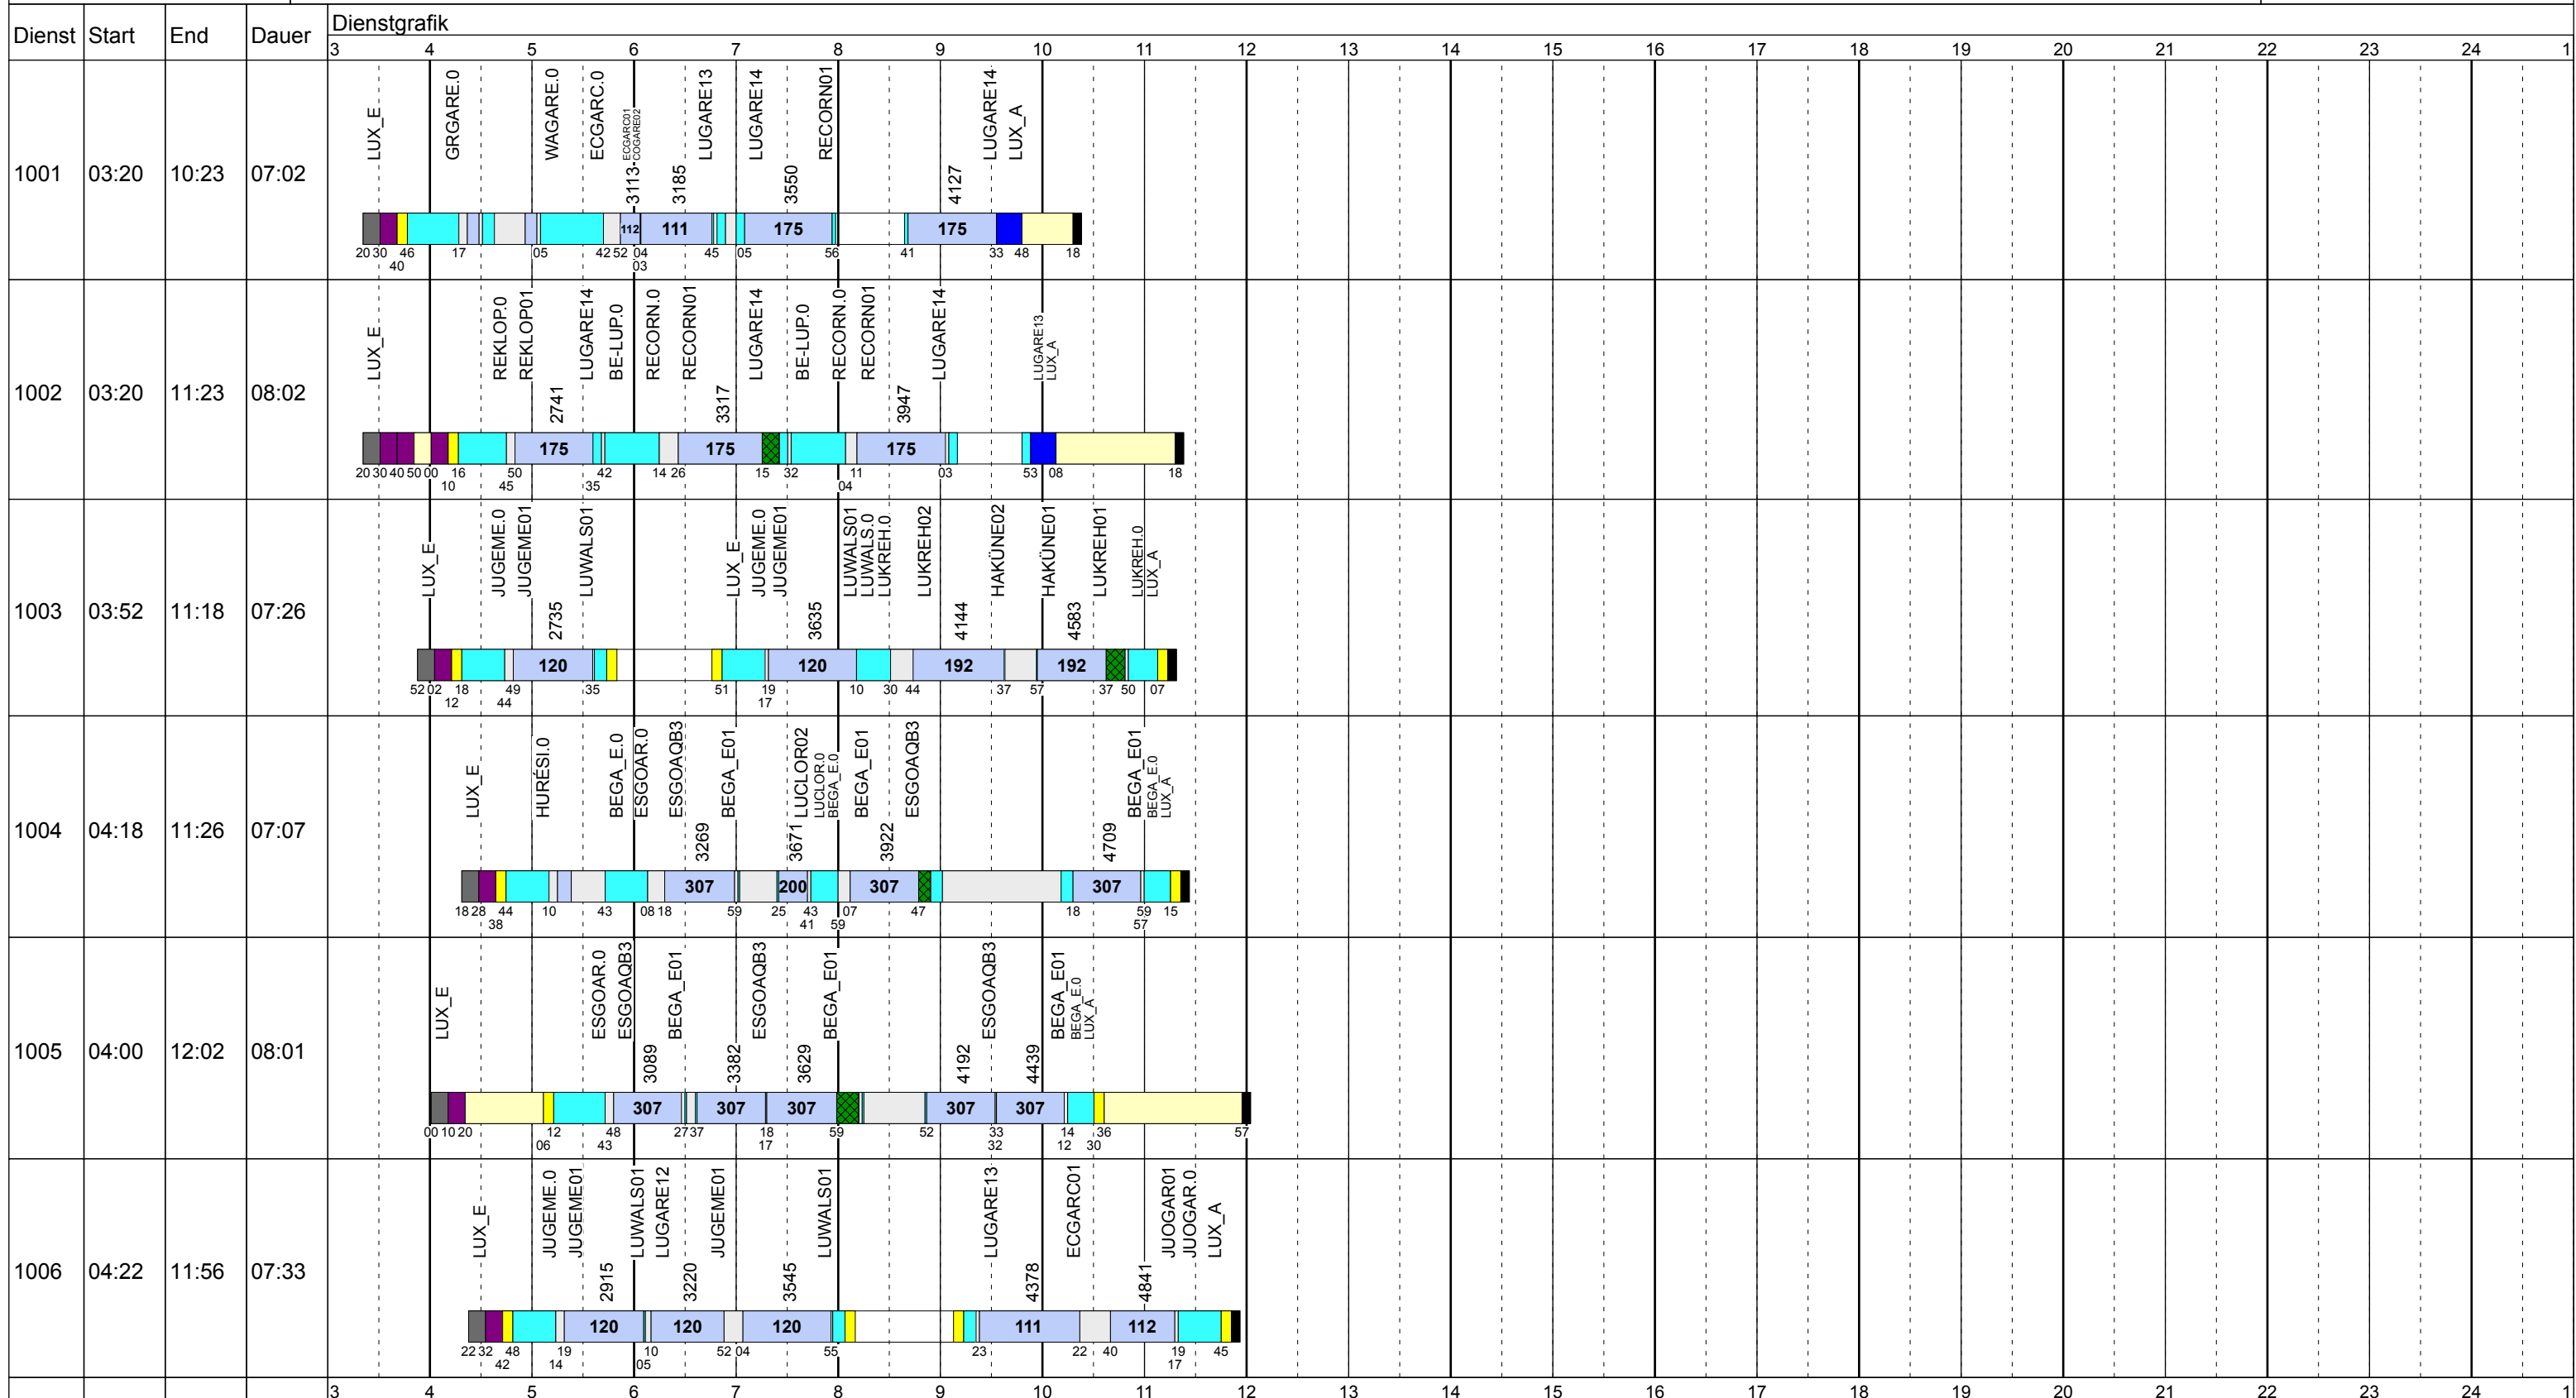 Dienst Start End Dauer Dienstgrafik
3 4 5 6 7 8 9 10 11 12 13 14 15 16 17 18 19 20 21 22 23 24 1
LUX_E GRGARE.0 WAGARE.0 ECGARC.0 ECGARC01 COGARE02 LUGARE13 LUGARE14 RECORN01 LUGARE14 LUX_A
3113 3185 3550 4127
1001 03:20 10:23 07:02
112 111 175 175
20 30 46 17 05 42 52 04 45 05 56 41 33 48 18
40 03
LUX_E REKLOP.0 REKLOP01 LUGARE14 BE-LUP.0 RECORN.0 RECORN01 LUGARE14 BE-LUP.0 RECORN.0 RECORN01 LUGARE14 LUGARE13 LUX_A
2741 3317 3947
1002 03:20 11:23 08:02
175 175 175
20 30 40 50 00 16 50 42 14 26 15 32 11 03 53 08 18
10 45 35 04
LUX_E JUGEME.0 JUGEME01 LUWALS01 LUX_E JUGEME.0 JUGEME01 LUWALS01 LUWALS.0 LUKREH.0 LUKREH02 HAKÜNE02 HAKÜNE01 LUKREH01 LUKREH.0 LUX_A
2735 3635 4144 4583
1003 03:52 11:18 07:26
120 120 192 192
52 02 18 49 35 51 19 10 30 44 37 57 37 50 07
12 44 17
LUX_E HURÉSI.0 BEGA_E.0 ESGOAR.0 ESGOAQB3 BEGA_E01 LUCLOR02 LUCLOR.0 BEGA_E.0 BEGA_E01 ESGOAQB3 BEGA_E01 BEGA_E.0 LUX_A
3269 3671 3922 4709
1004 04:18 11:26 07:07
307 200 307 307
18 28 44 10 43 08 18 59 25 43 07 47 18 59 15
38 41 59 57
LUX_E ESGOAR.0 ESGOAQB3 BEGA_E01 ESGOAQB3 BEGA_E01 ESGOAQB3 BEGA_E01 BEGA_E.0 LUX_A
3089 3382 3629 4192 4439
1005 04:00 12:02 08:01
307 307 307 307 307
00 10 20 12 48 27 37 18 59 52 33 14 36 57
06 43 17 32 12 30
LUX_E JUGEME.0 JUGEME01 LUWALS01 LUGARE12 JUGEME01 LUWALS01 LUGARE13 ECGARC01 JUOGAR01 JUOGAR.0 LUX_A
2915 3220 3545 4378 4841
1006 04:22 11:56 07:33
120 120 120 111 112
22 32 48 19 10 52 04 55 23 22 40 19 45
42 14 05 17
3 4 5 6 7 8 9 10 11 12 13 14 15 16 17 18 19 20 21 22 23 24 1